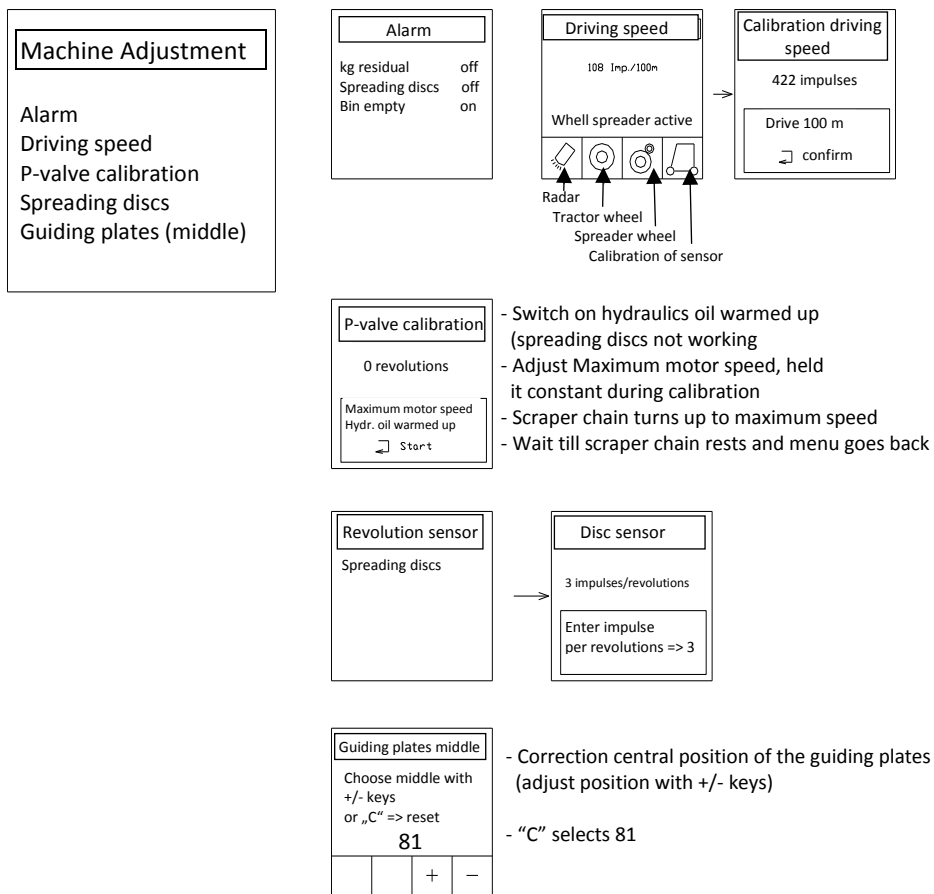 Machine Adjustment
Alarm
Driving speed
P-valve calibration
Spreading discs
Guiding plates (middle)
Alarm
kg residual off
Spreading discs off
Bin empty on
Driving speed
108 Imp./100m
Whell spreader active
Radar
Tractor wheel
Spreader wheel
Calibration of sensor
Calibration driving
speed
422 impulses
Drive 100 m
confirm
P-valve calibration
0 revolutions
Maximum motor speed
Hydr. oil warmed up
Start
- Switch on hydraulics oil warmed up
(spreading discs not working
- Adjust Maximum motor speed, held
it constant during calibration
- Scraper chain turns up to maximum speed
- Wait till scraper chain rests and menu goes back
Revolution sensor
Spreading discs
Disc sensor
3 impulses/revolutions
Enter impulse
per revolutions => 3
Guiding plates middle
Choose middle with
+/- keys
or „C" => reset
81
+ −
- Correction central position of the guiding plates
(adjust position with +/- keys)
- “C” selects 81